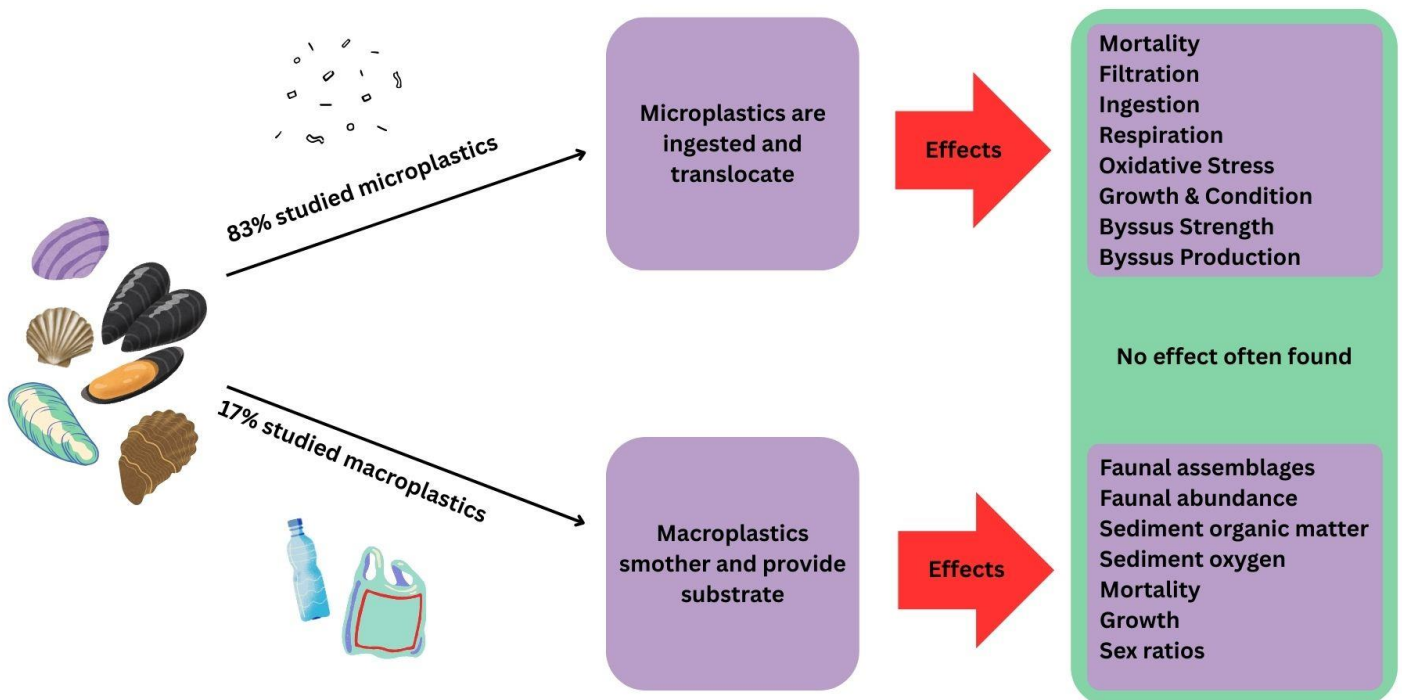 83% studied microplastics
Microplastics are
ingested and
translocate
Effects
Mortality
Filtration
Ingestion
Respiration
Oxidative Stress
Growth & Condition
Byssus Strength
Byssus Production
No effect often found
17% studied macroplastics
Macroplastics
smother and provide
substrate
Effects
Faunal assemblages
Faunal abundance
Sediment organic matter
Sediment oxygen
Mortality
Growth
Sex ratios